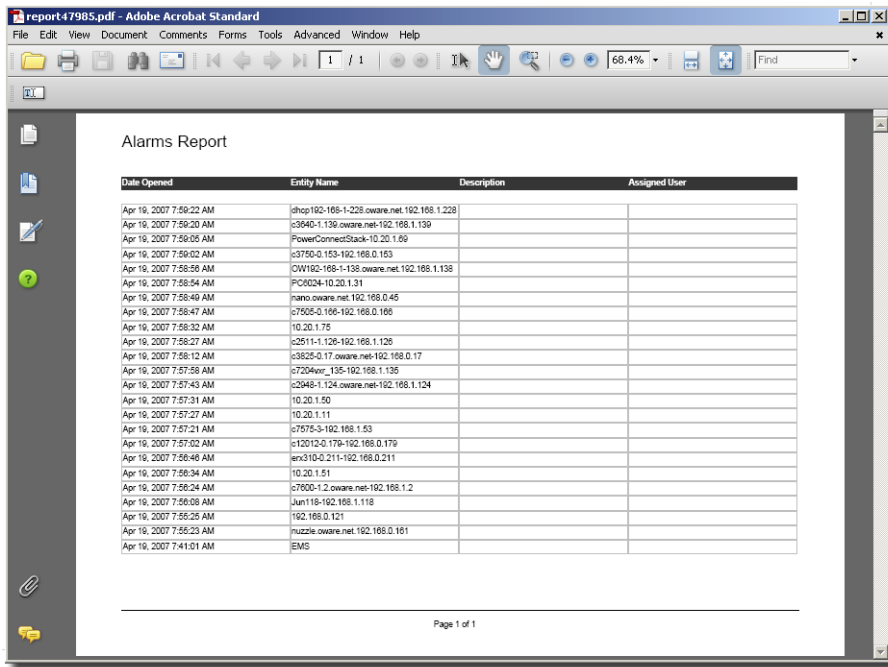 report47985.pdf - Adobe Acrobat Standard
File Edit View Document Comments Forms Tools Advanced Window Help
1 / 1 68.4% Find
Alarms Report
Date Opened Entity Name Description Assigned User
Apr 19, 2007 7:59:22 AM dhcp192-168-1-228.oware.net.192.168.1.228
Apr 19, 2007 7:59:20 AM c3640-1.139.oware.net-192.168.1.139
Apr 19, 2007 7:59:05 AM PowerConnectStack-10.20.1.69
Apr 19, 2007 7:59:02 AM c3750-0.153-192.168.0.153
Apr 19, 2007 7:58:56 AM OW192-168-1-138.oware.net.192.168.1.138
Apr 19, 2007 7:58:54 AM PC6024-10.20.1.31
Apr 19, 2007 7:58:49 AM nano.oware.net.192.168.0.45
Apr 19, 2007 7:58:47 AM c7505-0.166-192.168.0.166
Apr 19, 2007 7:58:32 AM 10.20.1.75
Apr 19, 2007 7:58:27 AM c2511-1.126-192.168.1.126
Apr 19, 2007 7:58:12 AM c3825-0.17.oware.net-192.168.0.17
Apr 19, 2007 7:57:58 AM c7204vxr_135-192.168.1.135
Apr 19, 2007 7:57:43 AM c2948-1.124.oware.net-192.168.1.124
Apr 19, 2007 7:57:31 AM 10.20.1.50
Apr 19, 2007 7:57:27 AM 10.20.1.11
Apr 19, 2007 7:57:21 AM c7575-3-192.168.1.53
Apr 19, 2007 7:57:02 AM c12012-0.179-192.168.0.179
Apr 19, 2007 7:56:46 AM erx310-0.211-192.168.0.211
Apr 19, 2007 7:56:34 AM 10.20.1.51
Apr 19, 2007 7:56:24 AM c7600-1.2.oware.net-192.168.1.2
Apr 19, 2007 7:56:08 AM Jun118-192.168.1.118
Apr 19, 2007 7:55:25 AM 192.168.0.121
Apr 19, 2007 7:55:23 AM nuzzle.oware.net.192.168.0.161
Apr 19, 2007 7:41:01 AM EMS
Page 1 of 1